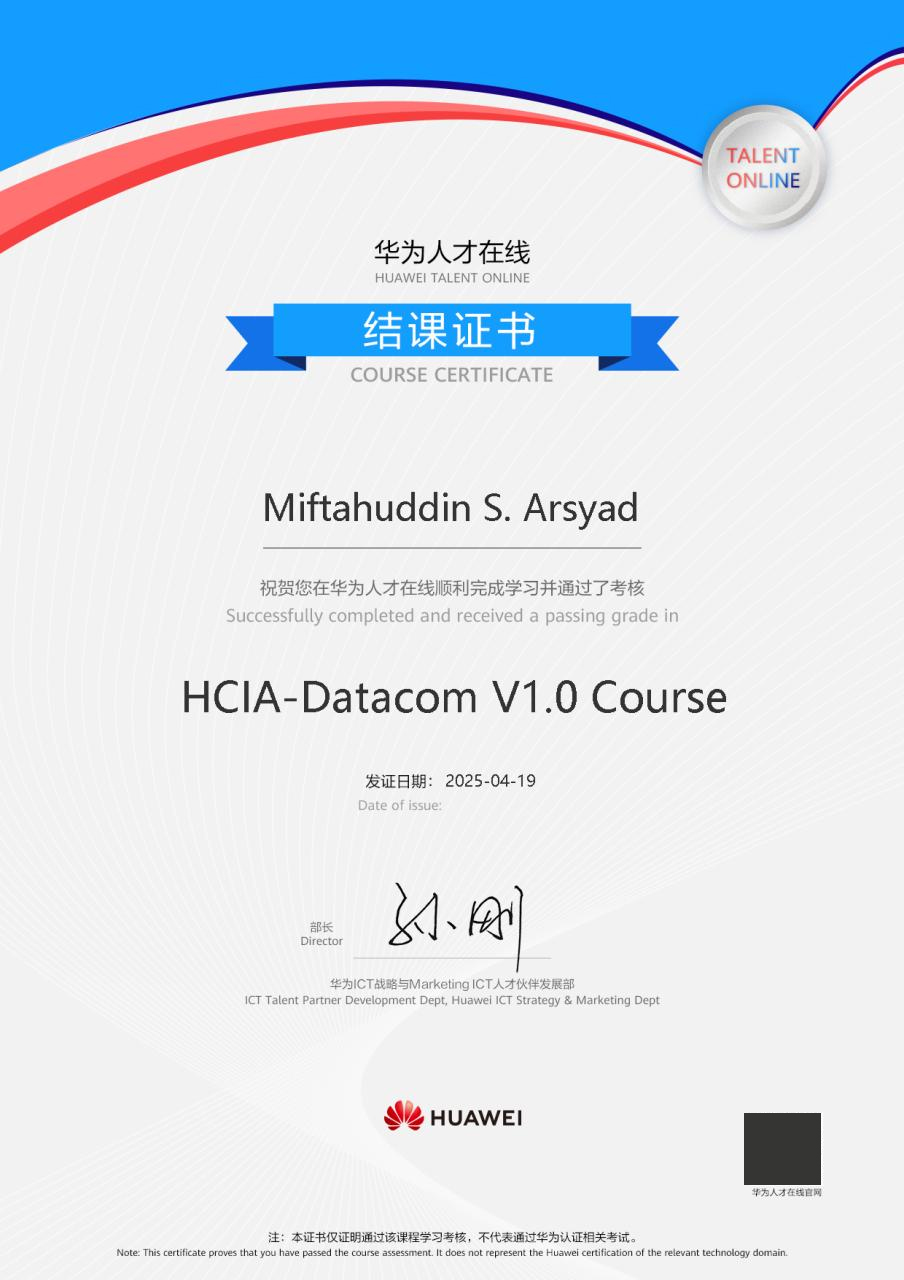 TALENT
ONLINE
华为人才在线
HUAWEI TALENT ONLINE
结课证书
COURSE CERTIFICATE
Miftahuddin S. Arsyad
祝贺您在华为人才在线顺利完成学习并通过了考核
Successfully completed and received a passing grade in
HCIA-Datacom V1.0 Course
发证日期： 2025-04-19
Date of issue:
孙刚
部长
Director
华为ICT战略与Marketing ICT人才伙伴发展部
ICT Talent Partner Development Dept, Huawei ICT Strategy & Marketing Dept
HUAWEI
华为人才在线官网
注：本证书仅证明通过该课程学习考核，不代表通过华为认证相关考试。
Note: This certificate proves that you have passed the course assessment. It does not represent the Huawei certification of the relevant technology domain.